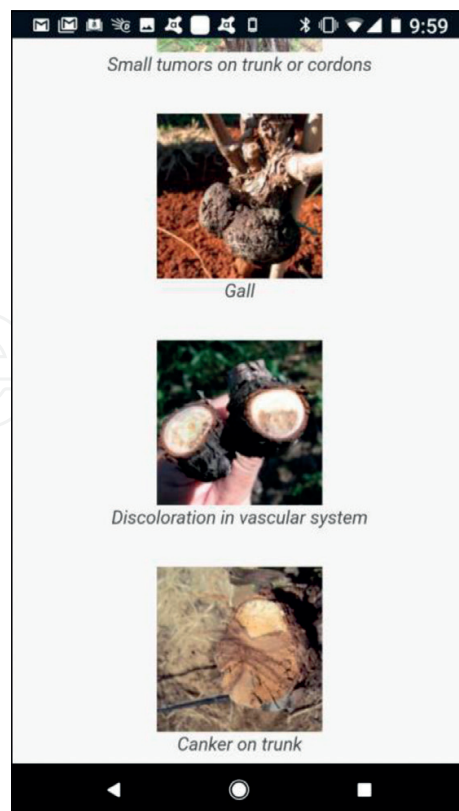 9:59
Small tumors on trunk or cordons
Gall
Discoloration in vascular system
Canker on trunk